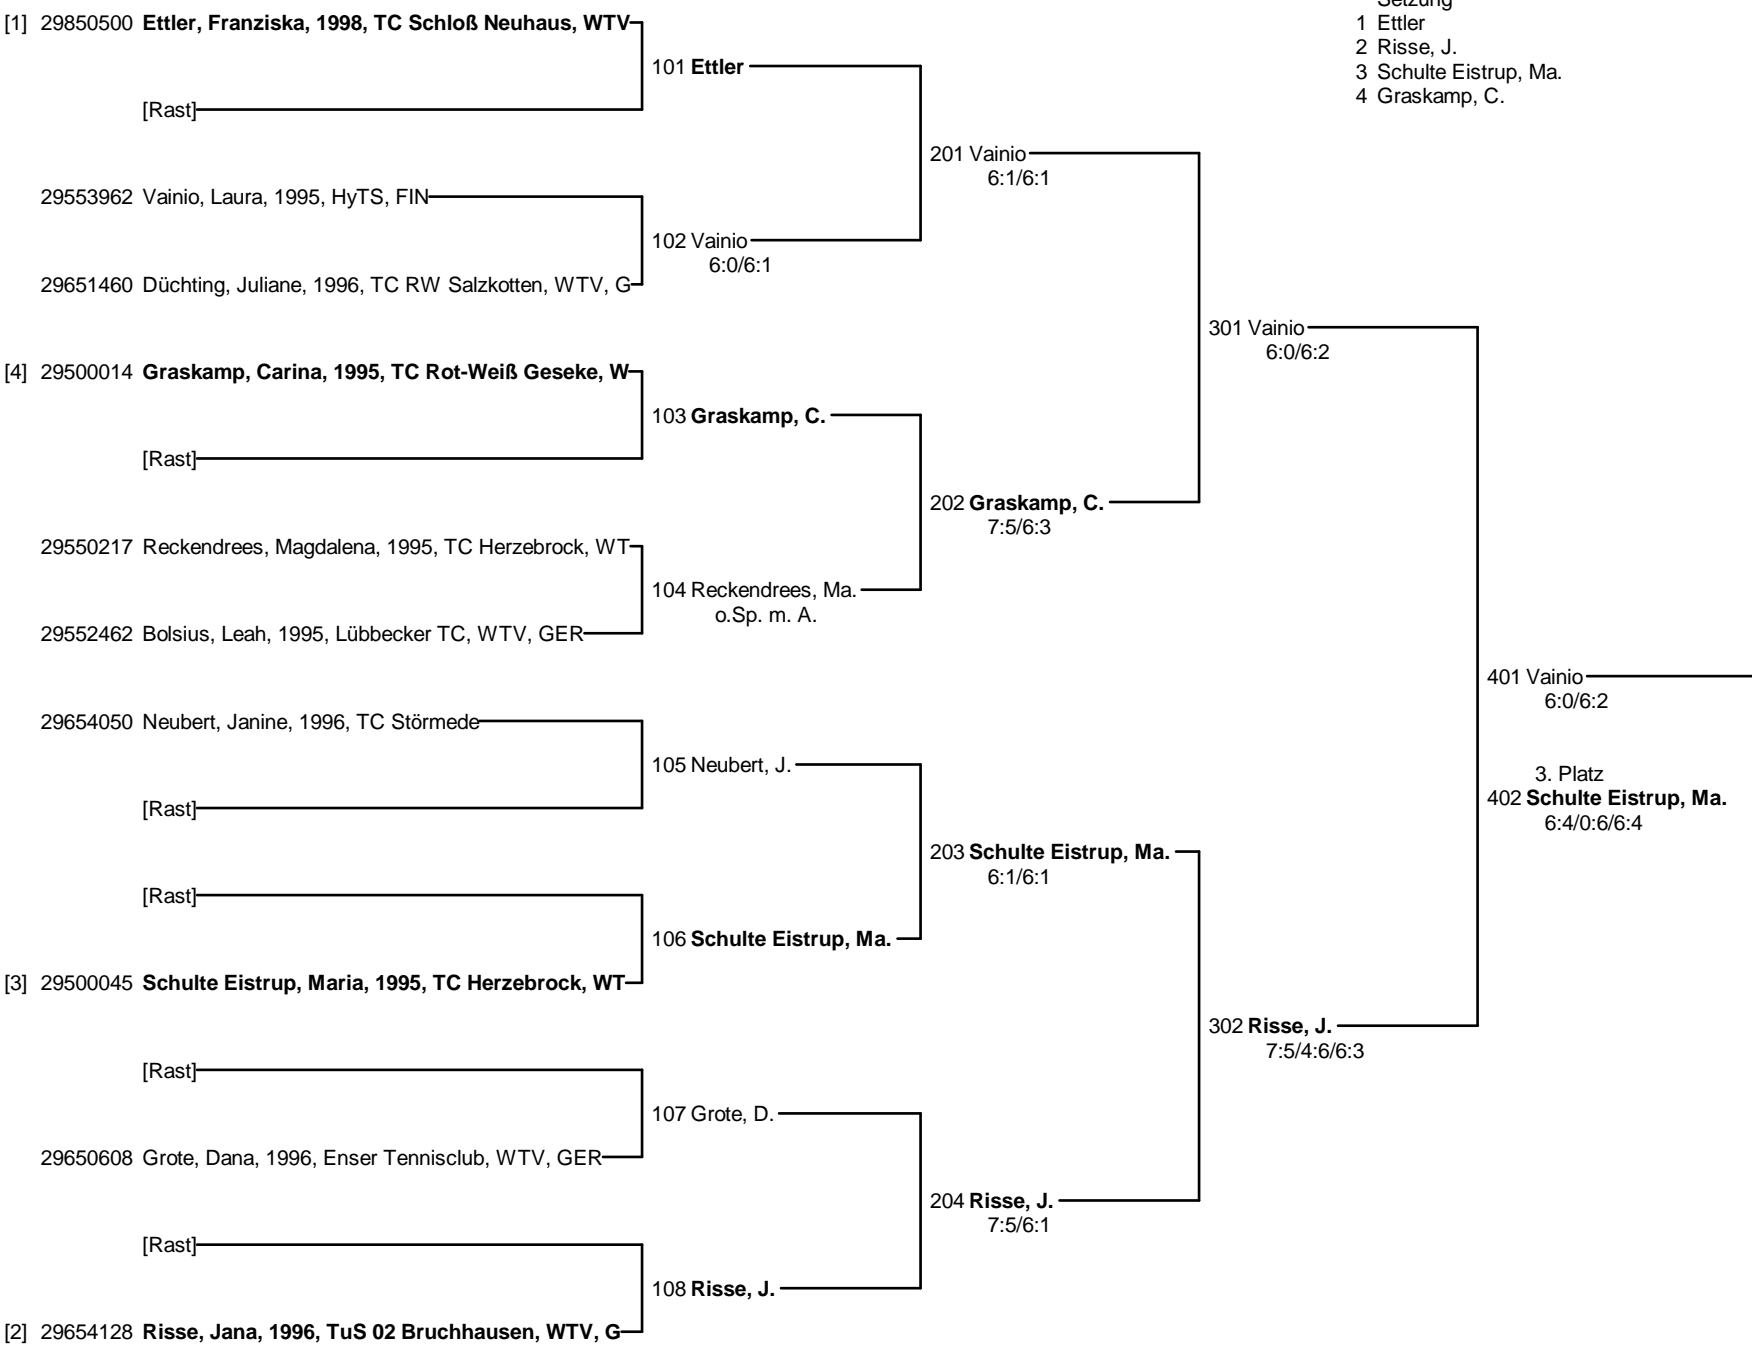 Setzung
[1] 29850500 Ettler, Franziska, 1998, TC Schloß Neuhaus, WTV
1 Ettler
2 Risse, J.
101 Ettler
3 Schulte Eistrup, Ma.
4 Graskamp, C.
[Rast]
201 Vainio
6:1/6:1
29553962 Vainio, Laura, 1995, HyTS, FIN
102 Vainio
6:0/6:1
29651460 Düchting, Juliane, 1996, TC RW Salzkotten, WTV, G
301 Vainio
6:0/6:2
[4] 29500014 Graskamp, Carina, 1995, TC Rot-Weiß Geseke, W
103 Graskamp, C.
[Rast]
202 Graskamp, C.
7:5/6:3
29550217 Reckendrees, Magdalena, 1995, TC Herzebrock, WT
104 Reckendrees, Ma.
o.Sp. m. A.
29552462 Bolsius, Leah, 1995, Lübbecker TC, WTV, GER
401 Vainio
6:0/6:2
29654050 Neubert, Janine, 1996, TC Störmede
105 Neubert, J.
3. Platz
402 Schulte Eistrup, Ma.
6:4/0:6/6:4
[Rast]
203 Schulte Eistrup, Ma.
6:1/6:1
[Rast]
106 Schulte Eistrup, Ma.
[3] 29500045 Schulte Eistrup, Maria, 1995, TC Herzebrock, WT
302 Risse, J.
7:5/4:6/6:3
[Rast]
107 Grote, D.
29650608 Grote, Dana, 1996, Enser Tennisclub, WTV, GER
204 Risse, J.
7:5/6:1
[Rast]
108 Risse, J.
[2] 29654128 Risse, Jana, 1996, TuS 02 Bruchhausen, WTV, G